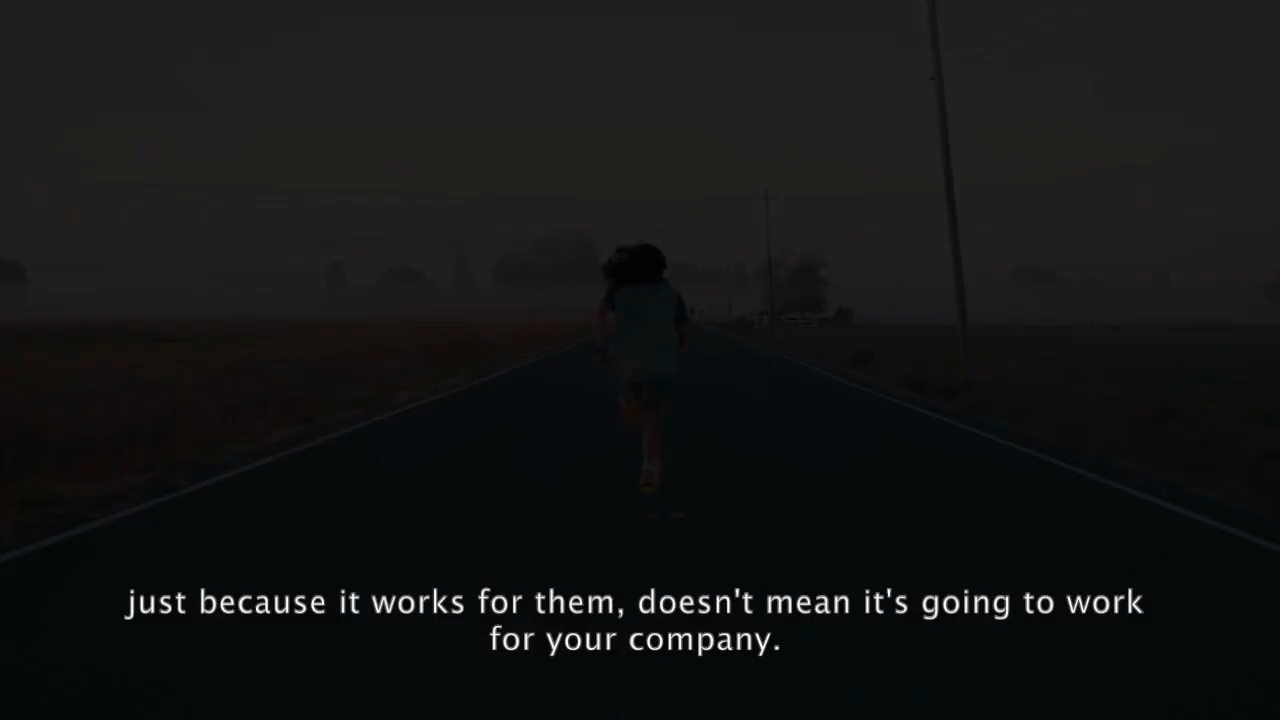 just because it works for them, doesn't mean it's going to work
for your company.